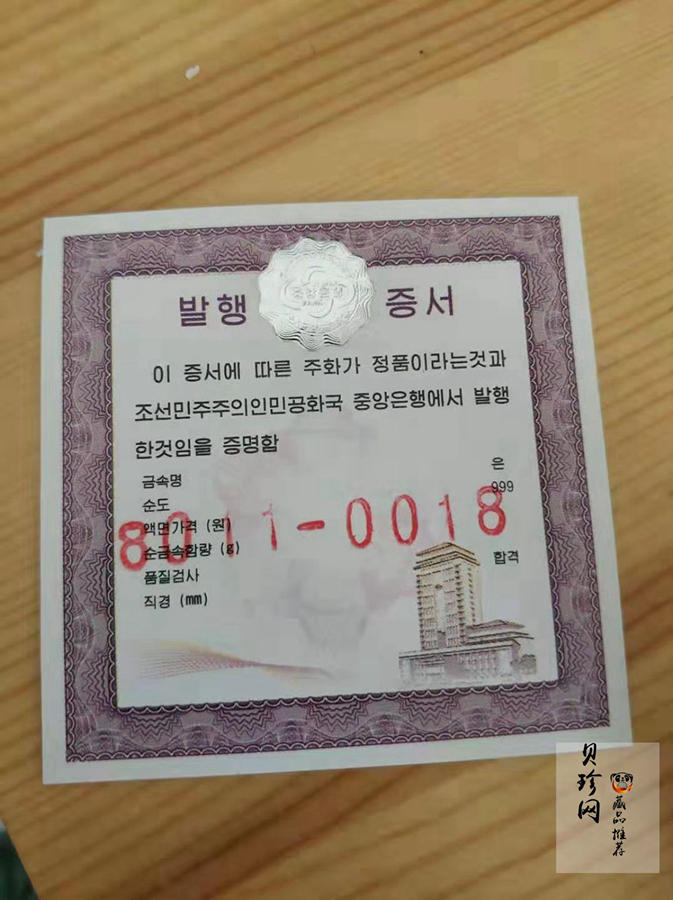 발행 증서
이 증서에 따른 주화가 정품이라는것과
조선민주주의인민공화국 중앙은행에서 발행
한것임을 증명함
금속명 은
순도 999
액면가격 (원)
8011-0018
순금속함량 (g)
품질검사 합격
직경 (mm)
贝珍网
藏品推荐